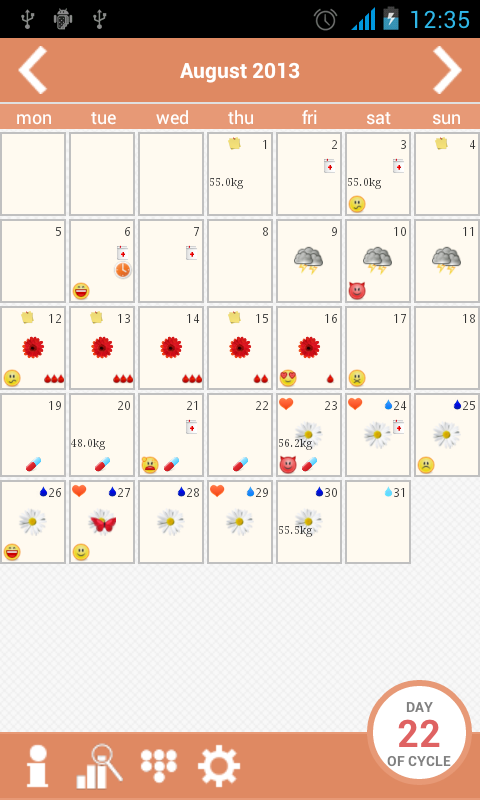 12:35
August 2013
mon tue wed thu fri sat sun
1 2 3 4
55.0kg 55.0kg
5 6 7 8 9 10 11
12 13 14 15 16 17 18
19 20 21 22 23 24 25
48.0kg 56.2kg
26 27 28 29 30 31
55.5kg
DAY
22
OF CYCLE